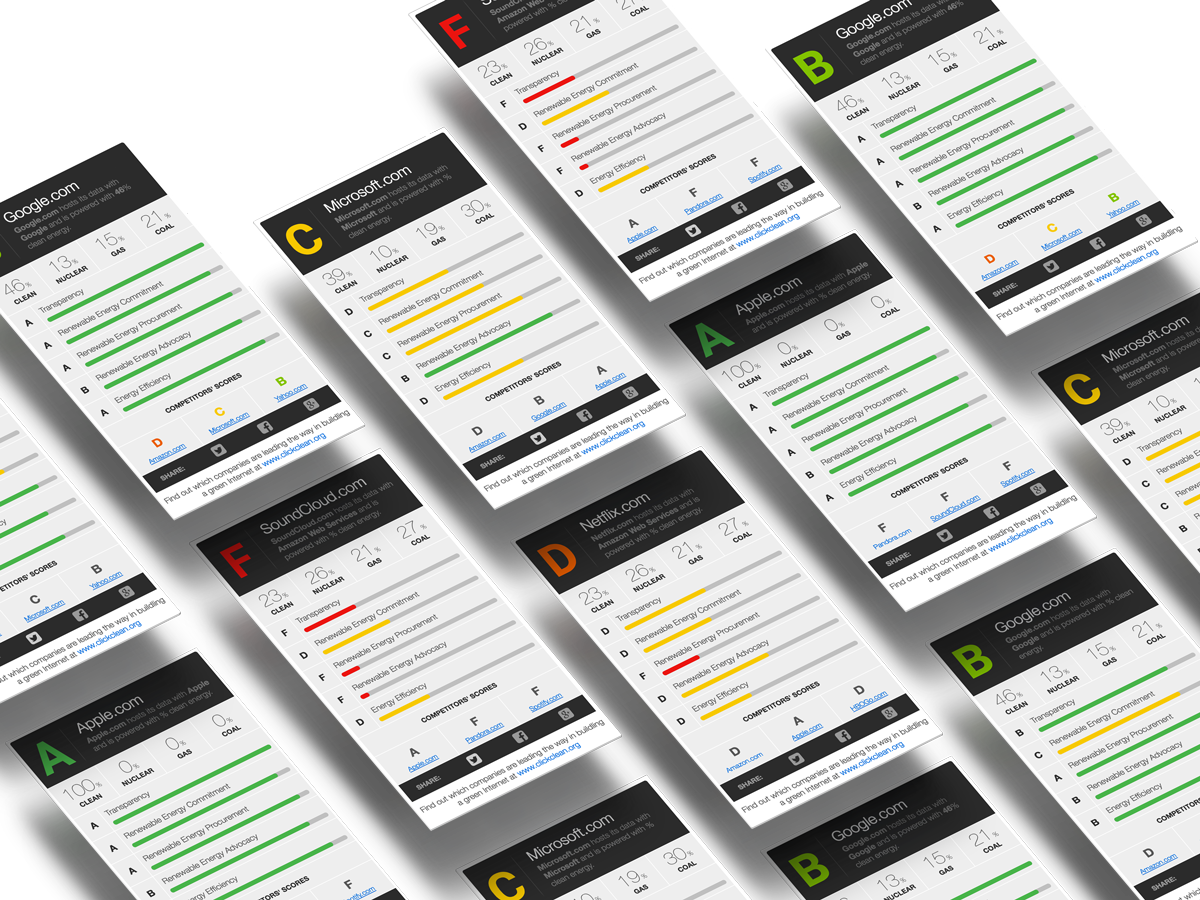 F
SoundCloud.com
Amazon Web
powered with % clean
23% 26% 21% 27
CLEAN NUCLEAR GAS
F Transparency
D Renewable Energy Commitment
F Renewable Energy Procurement
F Renewable Energy Advocacy
D Energy Efficiency
COMPETITORS' SCORES
A F F
Apple.com Pandora.com Spotify.com
SHARE:
Find out which companies are leading the way in building
a green Internet at www.clickclean.org
B Google.com
Google.com hosts its data with
Google and is powered with 46%
clean energy.
46% 13% 15% 21%
CLEAN NUCLEAR GAS COAL
A Transparency
A Renewable Energy Commitment
A Renewable Energy Procurement
B Renewable Energy Advocacy
A Energy Efficiency
COMPETITORS' SCORES
D C B
Amazon.com Microsoft.com Yahoo.com
SHARE:
Find out which companies are leading the way in building
a green Internet at www.clickclean.org
Google.com
Google.com hosts its data with
Google and is powered with 46%
clean energy.
46% 13% 15% 21%
CLEAN NUCLEAR GAS COAL
A Transparency
A Renewable Energy Commitment
A Renewable Energy Procurement
B Renewable Energy Advocacy
A Energy Efficiency
COMPETITORS' SCORES
D C B
Amazon.com Microsoft.com Yahoo.com
SHARE:
Find out which companies are leading the way in building
a green Internet at www.clickclean.org
C Microsoft.com
Microsoft.com hosts its data with
Microsoft and is powered with %
clean energy.
39% 10% 19% 30%
CLEAN NUCLEAR GAS COAL
D Transparency
C Renewable Energy Commitment
C Renewable Energy Procurement
B Renewable Energy Advocacy
D Energy Efficiency
COMPETITORS' SCORES
D B A
Amazon.com Google.com Apple.com
SHARE:
Find out which companies are leading the way in building
a green Internet at www.clickclean.org
A Apple.com
Apple.com hosts its data with Apple
and is powered with % clean energy.
100% 0% 0% 0%
CLEAN NUCLEAR GAS COAL
A Transparency
A Renewable Energy Commitment
A Renewable Energy Procurement
B Renewable Energy Advocacy
A Energy Efficiency
COMPETITORS' SCORES
F F F
Pandora.com SoundCloud.com Spotify.com
SHARE:
Find out which companies are leading the way in building
a green Internet at www.clickclean.org
C Microsoft.com
Microsoft.com hosts
Microsoft and is
clean energy.
39% 10%
CLEAN NUCLEAR
D Transparency
C Renewable Energy
C Renewable
B
D
COMPETITORS' SCORES
C B
Microsoft.com Yahoo.com
out which companies are leading the way in building
a green Internet at www.clickclean.org
F SoundCloud.com
SoundCloud.com hosts its data with
Amazon Web Services and is
powered with % clean energy.
23% 26% 21% 27%
CLEAN NUCLEAR GAS COAL
F Transparency
D Renewable Energy Commitment
F Renewable Energy Procurement
F Renewable Energy Advocacy
D Energy Efficiency
COMPETITORS' SCORES
A F F
Apple.com Pandora.com Spotify.com
SHARE:
Find out which companies are leading the way in building
a green Internet at www.clickclean.org
D Netflix.com
Netflix.com hosts its data with
Amazon Web Services and is
powered with % clean energy.
23% 26% 21% 27%
CLEAN NUCLEAR GAS COAL
D Transparency
D Renewable Energy Commitment
F Renewable Energy Procurement
D Renewable Energy Advocacy
D Energy Efficiency
COMPETITORS' SCORES
D A D
Amazon.com Apple.com HBOGo.com
SHARE:
Find out which companies are leading the way in building
a green Internet at www.clickclean.org
B Google.com
Google.com hosts its data with
Google and is powered with % clean
energy.
46% 13% 15% 21%
CLEAN NUCLEAR GAS COAL
B Transparency
C Renewable Energy Commitment
A Renewable Energy Procurement
B Renewable Energy Advocacy
B Energy Efficiency
D
Amazon.com
SHARE:
A Apple.com
Apple.com hosts its data with Apple
and is powered with % clean energy.
100% 0% 0% 0%
CLEAN NUCLEAR GAS COAL
A Transparency
A Renewable Energy Commitment
A Renewable Energy Procurement
B Renewable Energy Advocacy
Energy Efficiency
COMPETITORS' SCORES
F
Spotify.com
C Microsoft.com
Microsoft.com hosts its data with
Microsoft and is powered with %
clean energy.
19% 30%
GAS COAL
B Google.com
Google.com hosts its data with
Google and is powered with 46%
clean energy.
13% 15% 21%
NUCLEAR GAS COAL